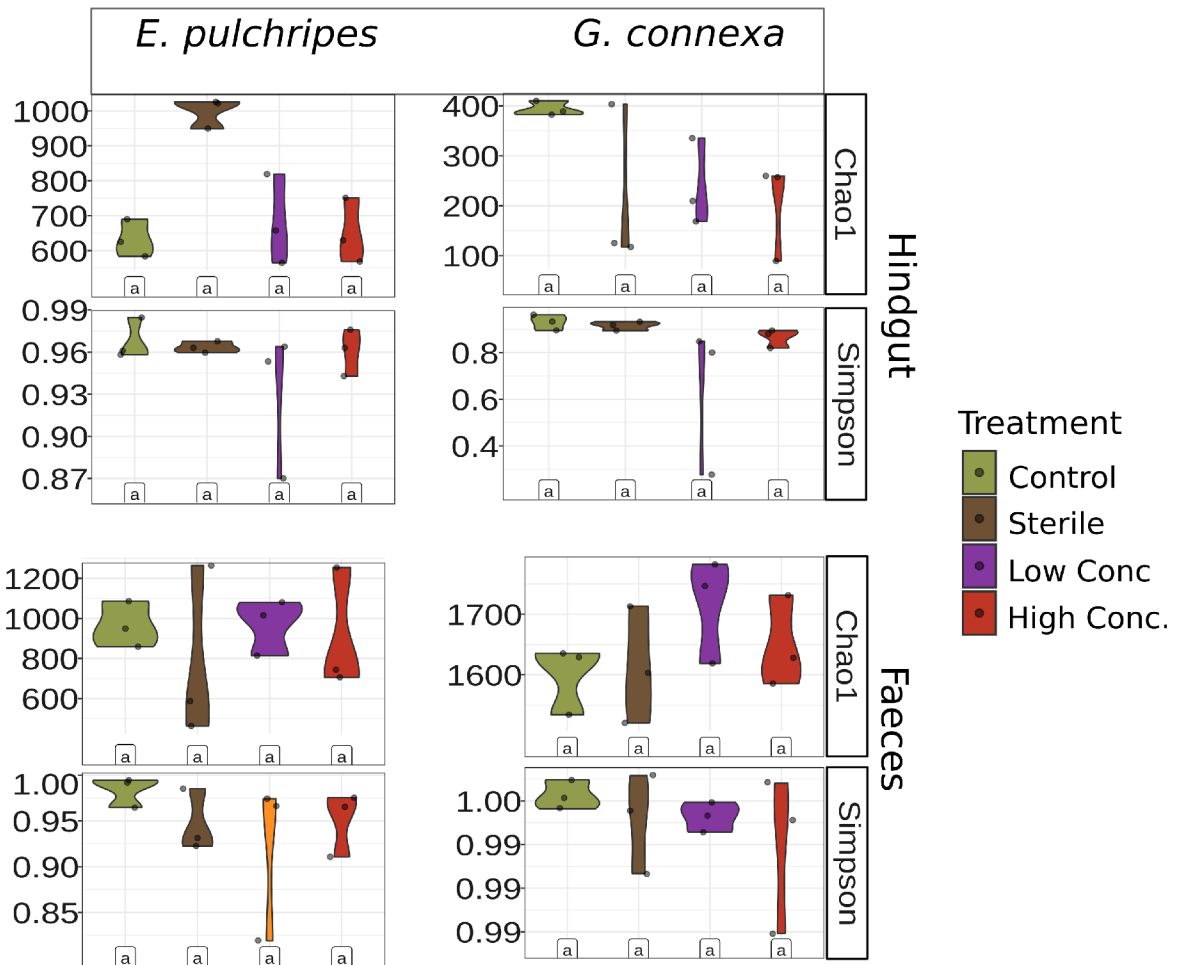 E. pulchripes G. connexa
1000
900
800
700
600
a a a a
400
300
200
100
a a a a
Chao1
0.99
0.96
0.93
0.90
0.87
a a a a
0.8
0.6
0.4
a a a a
Simpson
Hindgut
1200
1000
800
600
a a a a
1700
1600
a a a a
Chao1
1.00
0.95
0.90
0.85
a a a a
1.00
0.99
0.99
0.99
a a a a
Simpson
Faeces
Treatment
Control
Sterile
Low Conc
High Conc.